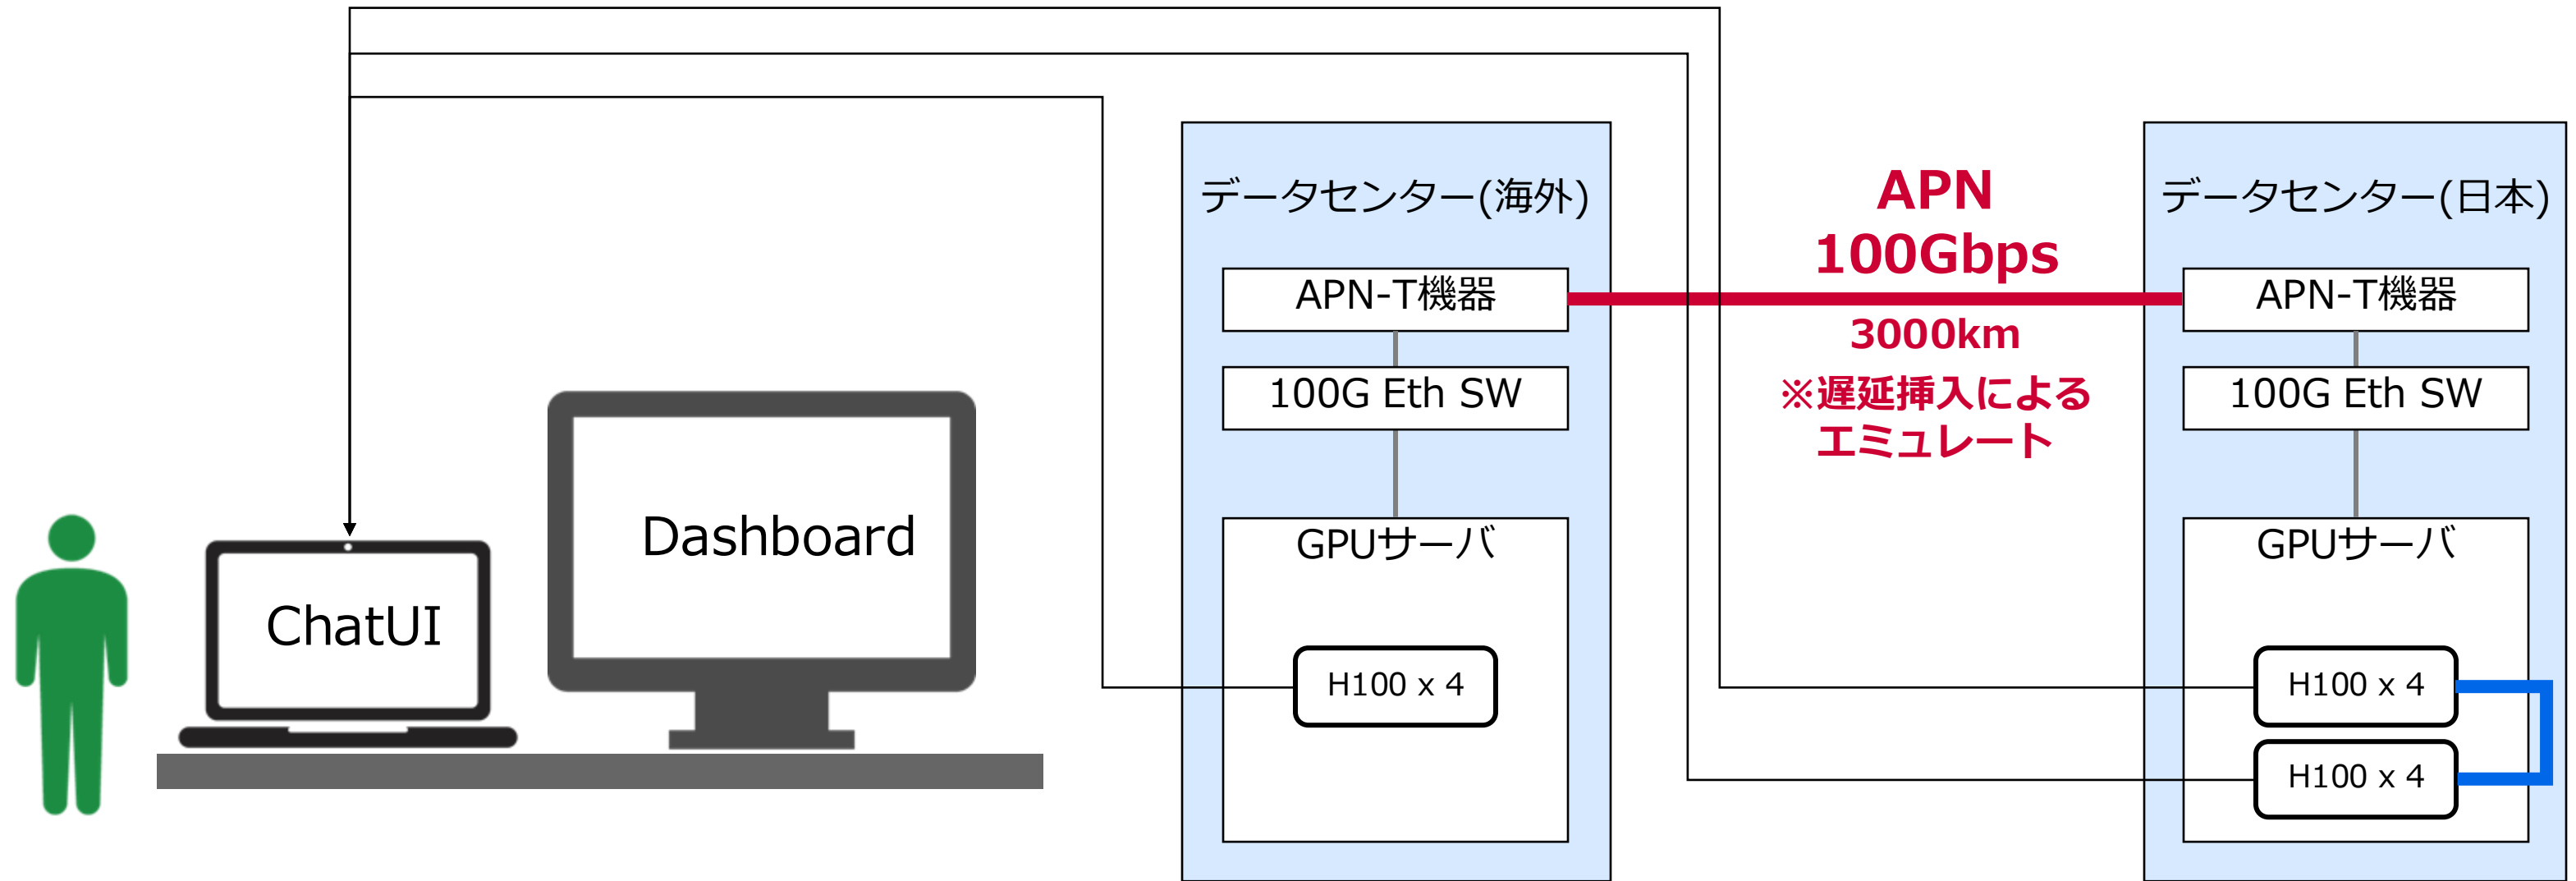 ChatUI
Dashboard
データセンター(海外)
APN-T機器
100G Eth SW
GPUサーバ
H100 x 4
APN
100Gbps
3000km
※遅延挿入による
エミュレート
データセンター(日本)
APN-T機器
100G Eth SW
GPUサーバ
H100 x 4
H100 x 4